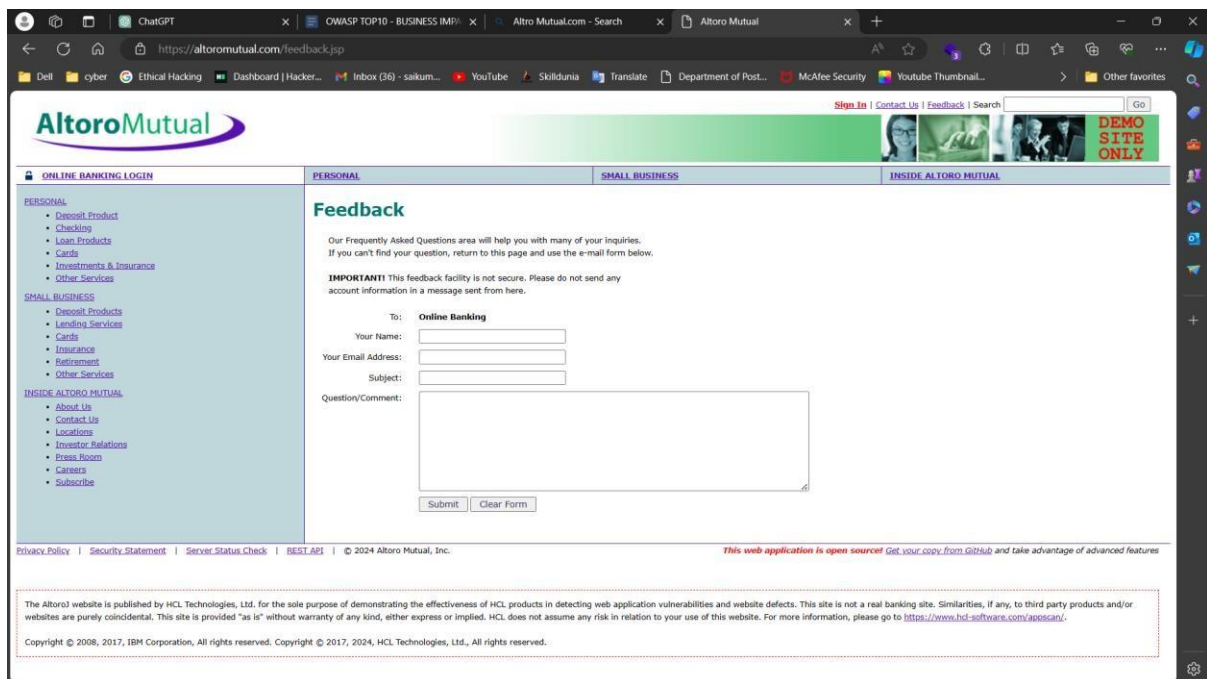 ChatGPT
OWASP TOP10 - BUSINESS IMPA
Altro Mutual.com - Search
Altoro Mutual
https://altoromutual.com/feedback.jsp
Dell
cyber
Ethical Hacking
Dashboard | Hacker...
Inbox (36) - saikum...
YouTube
Skilldunia
Translate
Department of Post...
McAfee Security
Youtube Thumbnail...
Other favorites
AltoroMutual
Sign In | Contact Us | Feedback | Search
Go
DEMO
SITE
ONLY
ONLINE BANKING LOGIN
PERSONAL
SMALL BUSINESS
INSIDE ALTORO MUTUAL
PERSONAL
Deposit Product
Checking
Loan Products
Cards
Investments & Insurance
Other Services
SMALL BUSINESS
Deposit Products
Lending Services
Cards
Insurance
Retirement
Other Services
INSIDE ALTORO MUTUAL
About Us
Contact Us
Locations
Investor Relations
Press Room
Careers
Subscribe
Feedback
Our Frequently Asked Questions area will help you with many of your inquiries.
If you can't find your question, return to this page and use the e-mail form below.
IMPORTANT! This feedback facility is not secure. Please do not send any
account information in a message sent from here.
To: Online Banking
Your Name:
Your Email Address:
Subject:
Question/Comment:
Submit
Clear Form
Privacy Policy | Security Statement | Server Status Check | REST API | © 2024 Altoro Mutual, Inc.
This web application is open source! Get your copy from GitHub and take advantage of advanced features
The AltoroJ website is published by HCL Technologies, Ltd. for the sole purpose of demonstrating the effectiveness of HCL products in detecting web application vulnerabilities and website defects. This site is not a real banking site. Similarities, if any, to third party products and/or
websites are purely coincidental. This site is provided "as is" without warranty of any kind, either express or implied. HCL does not assume any risk in relation to your use of this website. For more information, please go to https://www.hcl-software.com/appscan/.
Copyright © 2008, 2017, IBM Corporation, All rights reserved. Copyright © 2017, 2024, HCL Technologies, Ltd., All rights reserved.